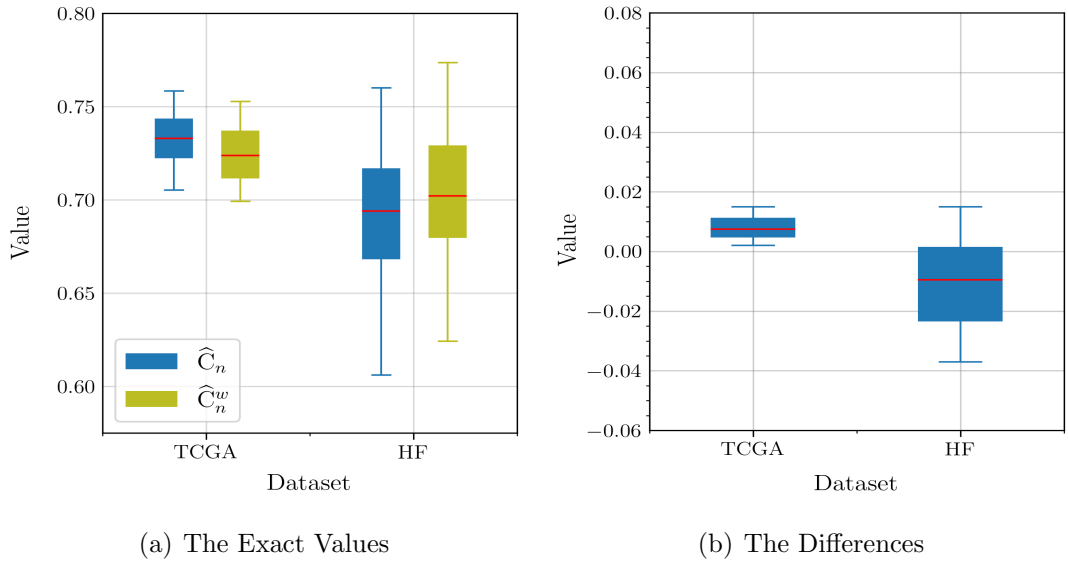 0.80
0.75
0.70
0.65
0.60
Value
Ĉₙ
Ĉₙʷ
TCGA
HF
Dataset
(a) The Exact Values
0.08
0.06
0.04
0.02
0.00
−0.02
−0.04
−0.06
Value
TCGA
HF
Dataset
(b) The Differences